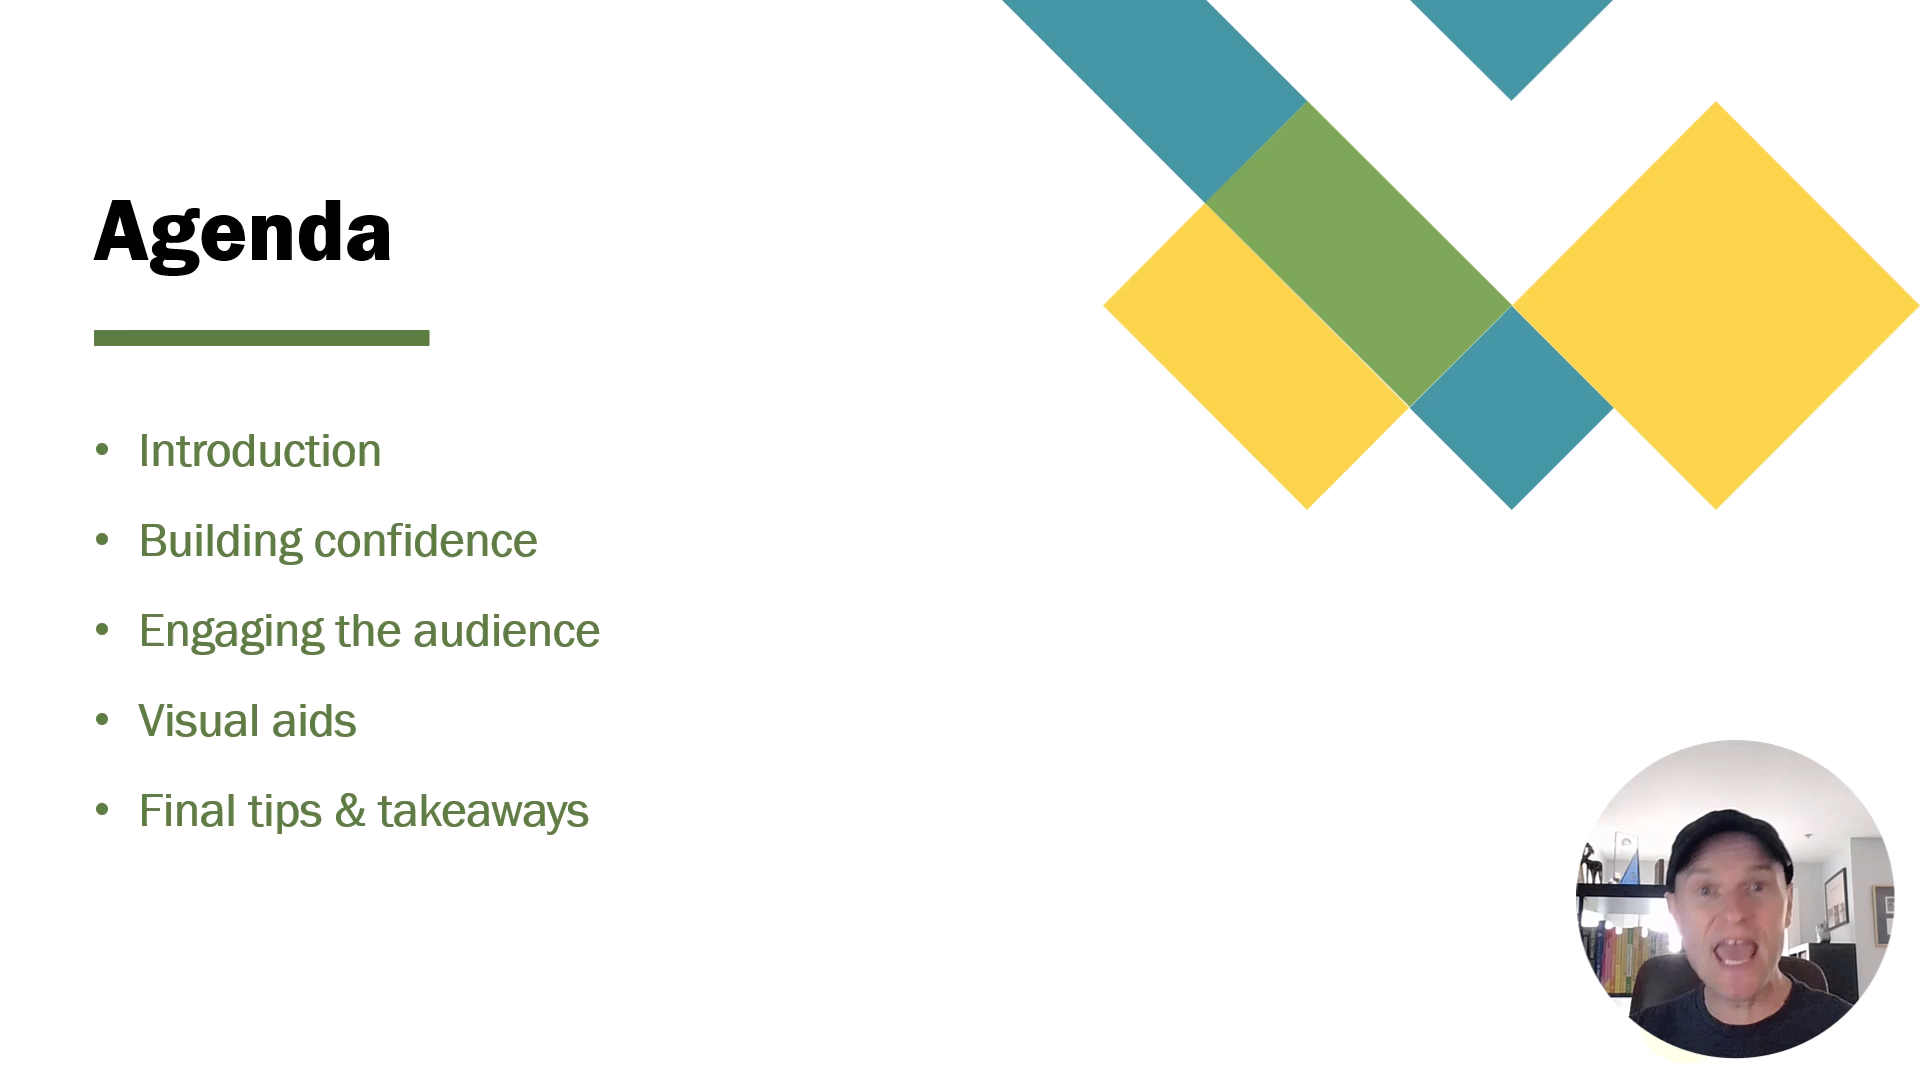 Agenda
• Introduction
• Building confidence
• Engaging the audience
• Visual aids
• Final tips & takeaways